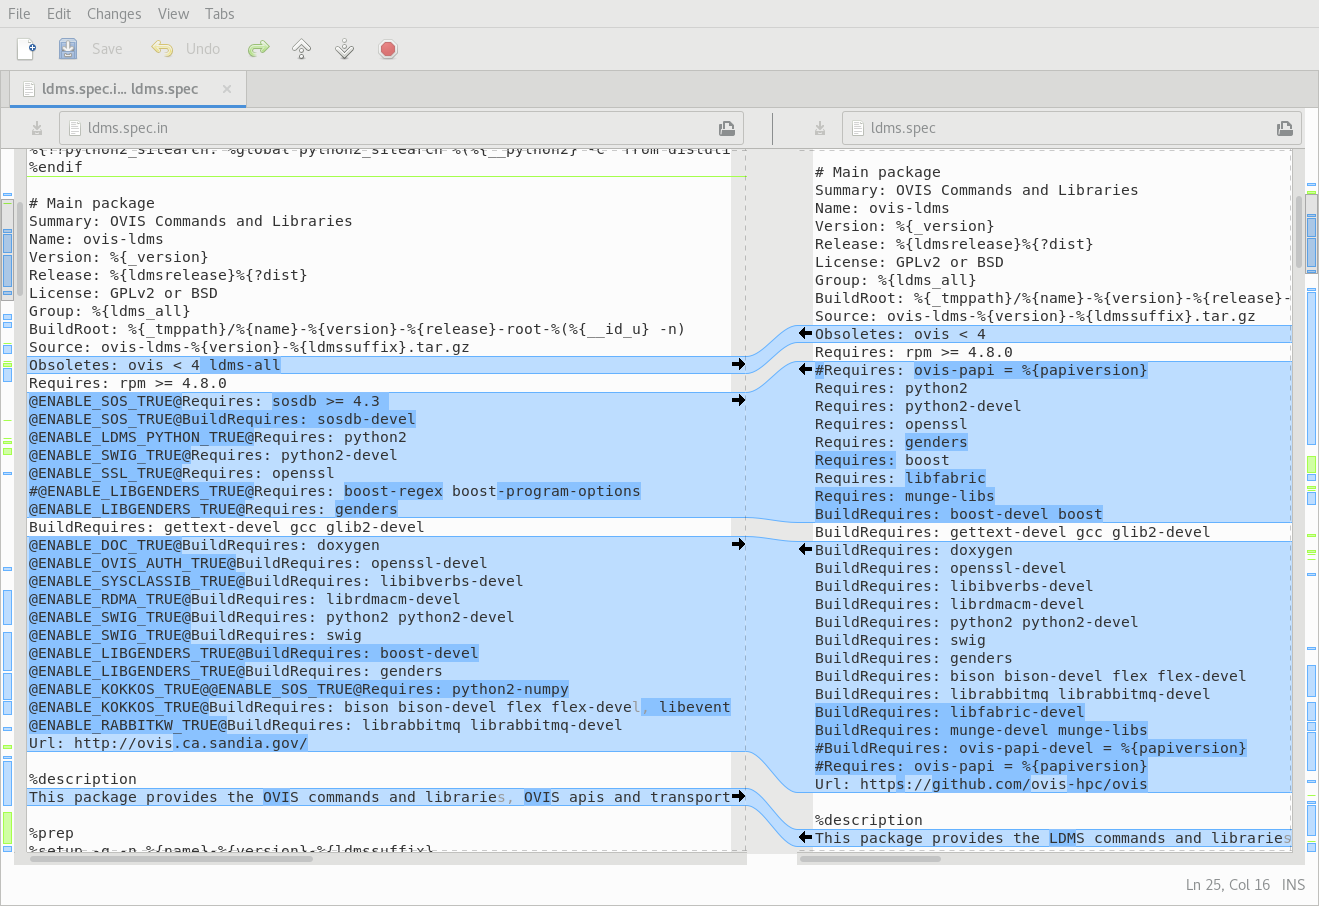 File Edit Changes View Tabs
Save Undo
ldms.spec.i... ldms.spec
ldms.spec.in
%endif
# Main package
Summary: OVIS Commands and Libraries
Name: ovis-ldms
Version: %{_version}
Release: %{ldmsrelease}%{?dist}
License: GPLv2 or BSD
Group: %{ldms_all}
BuildRoot: %{_tmppath}/%{name}-%{version}-%{release}-root-%(%{__id_u} -n)
Source: ovis-ldms-%{version}-%{ldmssuffix}.tar.gz
Obsoletes: ovis < 4 ldms-all
Requires: rpm >= 4.8.0
@ENABLE_SOS_TRUE@Requires: sosdb >= 4.3
@ENABLE_SOS_TRUE@BuildRequires: sosdb-devel
@ENABLE_LDMS_PYTHON_TRUE@Requires: python2
@ENABLE_SWIG_TRUE@Requires: python2-devel
@ENABLE_SSL_TRUE@Requires: openssl
#@ENABLE_LIBGENDERS_TRUE@Requires: boost-regex boost-program-options
@ENABLE_LIBGENDERS_TRUE@Requires: genders
BuildRequires: gettext-devel gcc glib2-devel
@ENABLE_DOC_TRUE@BuildRequires: doxygen
@ENABLE_OVIS_AUTH_TRUE@BuildRequires: openssl-devel
@ENABLE_SYSCLASSIB_TRUE@BuildRequires: libibverbs-devel
@ENABLE_RDMA_TRUE@BuildRequires: librdmacm-devel
@ENABLE_SWIG_TRUE@BuildRequires: python2 python2-devel
@ENABLE_SWIG_TRUE@BuildRequires: swig
@ENABLE_LIBGENDERS_TRUE@BuildRequires: boost-devel
@ENABLE_LIBGENDERS_TRUE@BuildRequires: genders
@ENABLE_KOKKOS_TRUE@@ENABLE_SOS_TRUE@Requires: python2-numpy
@ENABLE_KOKKOS_TRUE@BuildRequires: bison bison-devel flex flex-devel, libevent
@ENABLE_RABBITKW_TRUE@BuildRequires: librabbitmq librabbitmq-devel
Url: http://ovis.ca.sandia.gov/
%description
This package provides the OVIS commands and libraries, OVIS apis and transport
%prep
%setup -q -n %{name}-%{version}-%{ldmssuffix}
ldms.spec
# Main package
Summary: OVIS Commands and Libraries
Name: ovis-ldms
Version: %{_version}
Release: %{ldmsrelease}%{?dist}
License: GPLv2 or BSD
Group: %{ldms_all}
BuildRoot: %{_tmppath}/%{name}-%{version}-%{release}-
Source: ovis-ldms-%{version}-%{ldmssuffix}.tar.gz
Obsoletes: ovis < 4
Requires: rpm >= 4.8.0
#Requires: ovis-papi = %{papiversion}
Requires: python2
Requires: python2-devel
Requires: openssl
Requires: genders
Requires: boost
Requires: libfabric
Requires: munge-libs
BuildRequires: boost-devel boost
BuildRequires: gettext-devel gcc glib2-devel
BuildRequires: doxygen
BuildRequires: openssl-devel
BuildRequires: libibverbs-devel
BuildRequires: librdmacm-devel
BuildRequires: python2 python2-devel
BuildRequires: swig
BuildRequires: genders
BuildRequires: bison bison-devel flex flex-devel
BuildRequires: librabbitmq librabbitmq-devel
BuildRequires: libfabric-devel
BuildRequires: munge-devel munge-libs
#BuildRequires: ovis-papi-devel = %{papiversion}
#Requires: ovis-papi = %{papiversion}
Url: https://github.com/ovis-hpc/ovis
%description
This package provides the LDMS commands and libraries
Ln 25, Col 16 INS